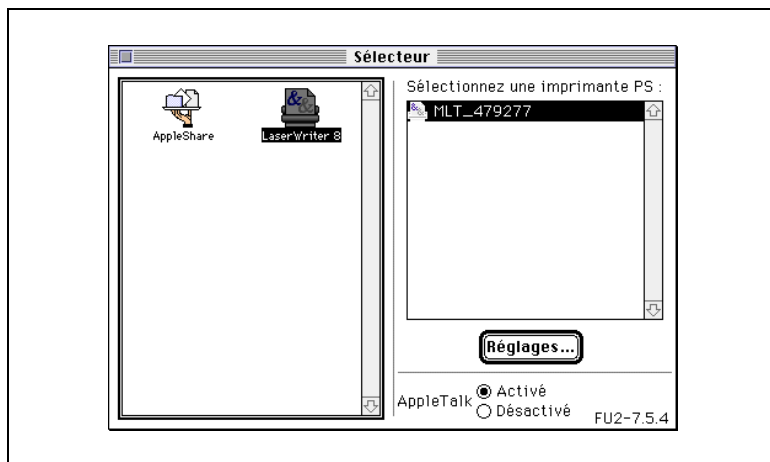 Sélecteur
AppleShare
LaserWriter 8
Sélectionnez une imprimante PS :
MLT_479277
Réglages...
AppleTalk
Activé
Désactivé
FU2-7.5.4